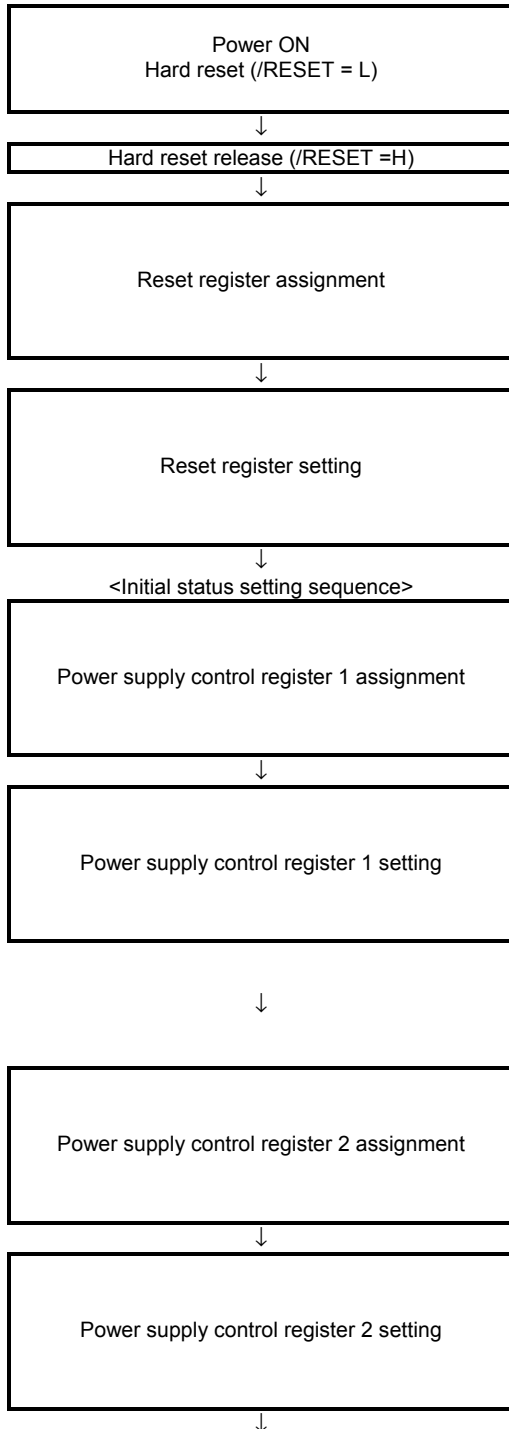 Power ON
Hard reset (/RESET = L)
↓
Hard reset release (/RESET =H)
↓
Reset register assignment
↓
Reset register setting
↓
<Initial status setting sequence>
Power supply control register 1 assignment
↓
Power supply control register 1 setting
↓
Power supply control register 2 assignment
↓
Power supply control register 2 setting
↓